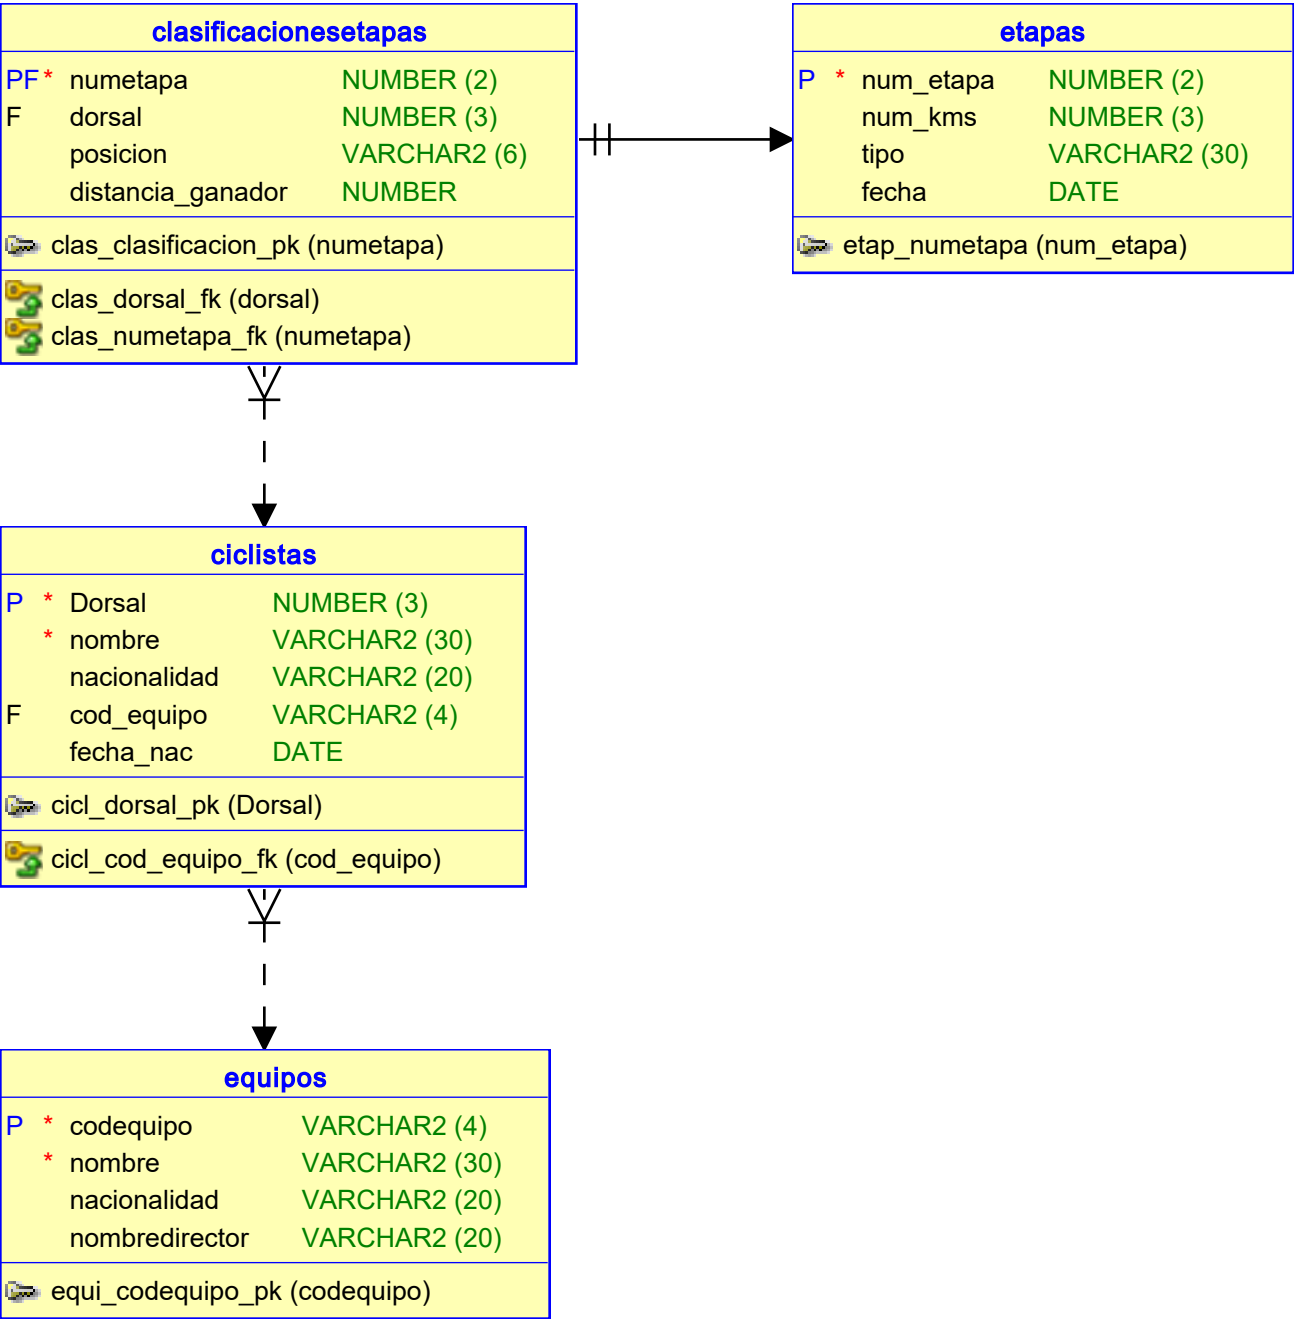 clasificacionesetapas
PF * numetapa NUMBER (2)
F dorsal NUMBER (3)
posicion VARCHAR2 (6)
distancia_ganador NUMBER
clas_clasificacion_pk (numetapa)
clas_dorsal_fk (dorsal)
clas_numetapa_fk (numetapa)
etapas
P * num_etapa NUMBER (2)
num_kms NUMBER (3)
tipo VARCHAR2 (30)
fecha DATE
etap_numetapa (num_etapa)
ciclistas
P * Dorsal NUMBER (3)
* nombre VARCHAR2 (30)
nacionalidad VARCHAR2 (20)
F cod_equipo VARCHAR2 (4)
fecha_nac DATE
cicl_dorsal_pk (Dorsal)
cicl_cod_equipo_fk (cod_equipo)
equipos
P * codequipo VARCHAR2 (4)
* nombre VARCHAR2 (30)
nacionalidad VARCHAR2 (20)
nombredirector VARCHAR2 (20)
equi_codequipo_pk (codequipo)